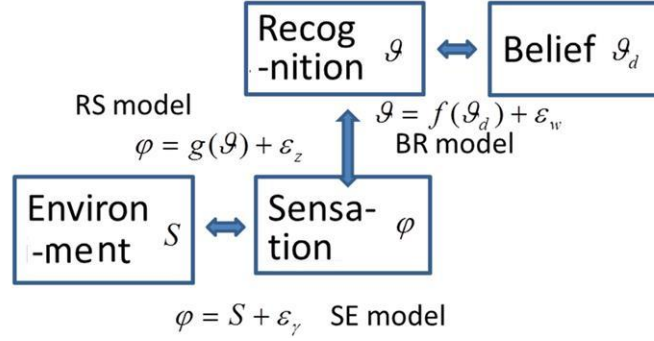 Recog
-nition ϑ
Belief ϑ_d
RS model
φ = g(ϑ) + ε_z
ϑ = f(ϑ_d) + ε_w
BR model
Environ
-ment S
Sensa-
tion φ
φ = S + ε_γ SE model